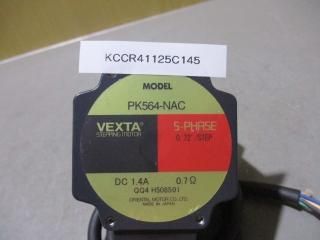 KCCR41125C145
MODEL
PK564-NAC
VEXTA
STEPPING MOTOR
5-PHASE
0.72°/STEP
DC 1.4A 0.7Ω
QQ4 H508501
ORIENTAL MOTOR CO.,LTD.
MADE IN JAPAN